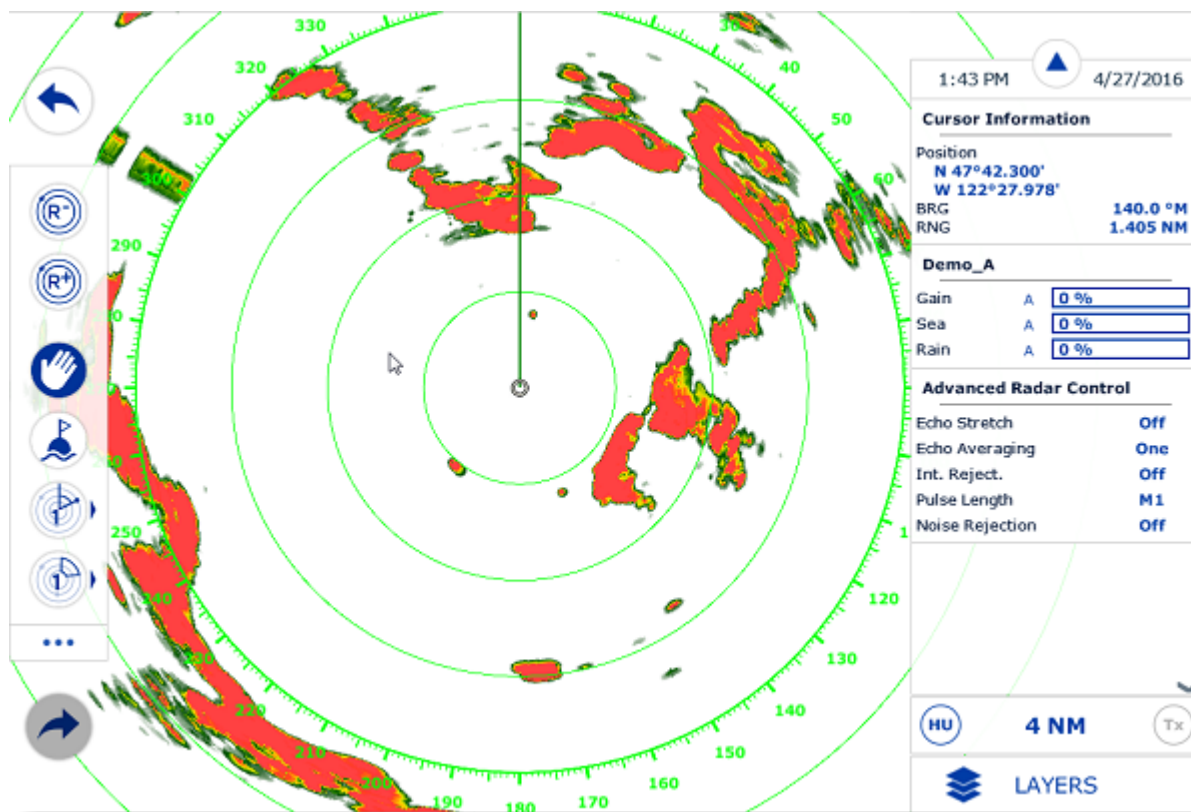 330
30
320
40
310
50
300
60
290
250
240
120
130
220
140
210
150
200
160
190
180
170
R-
R+
1
1
...
1:43 PM 4/27/2016
Cursor Information
Position
N 47°42.300'
W 122°27.978'
BRG 140.0 °M
RNG 1.405 NM
Demo_A
Gain A 0 %
Sea A 0 %
Rain A 0 %
Advanced Radar Control
Echo Stretch Off
Echo Averaging One
Int. Reject. Off
Pulse Length M1
Noise Rejection Off
HU 4 NM Tx
LAYERS